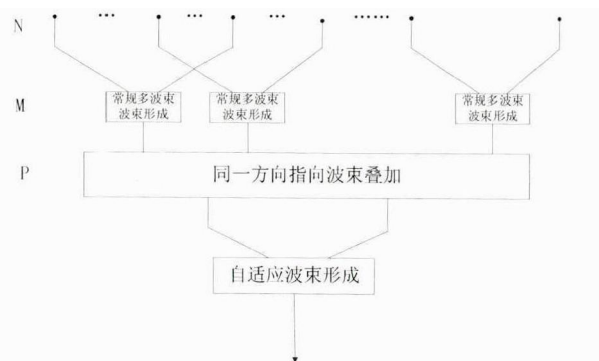 N ... ... ... ......
M
常规多波束
波束形成
常规多波束
波束形成
常规多波束
波束形成
P
同一方向指向波束叠加
自适应波束形成